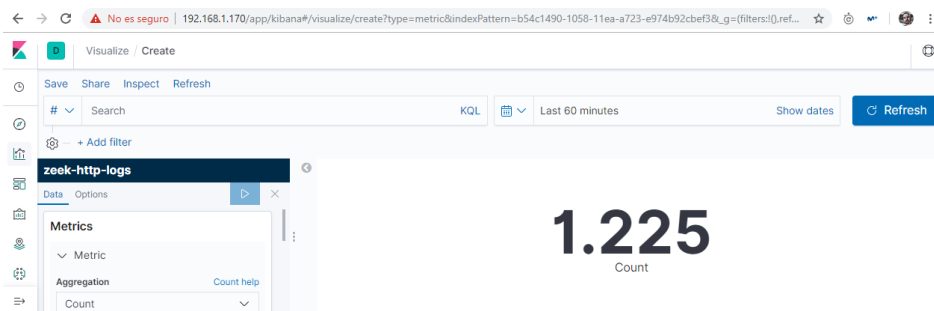 No es seguro | 192.168.1.170/app/kibana#/visualize/create?type=metric&indexPattern=b54c1490-1058-11ea-a723-e974b92cbef3&_g=(filters:!(),ref...
D Visualize / Create
Save Share Inspect Refresh
# Search KQL Last 60 minutes Show dates Refresh
+ Add filter
zeek-http-logs
Data Options
Metrics
Metric
1.225
Count
Aggregation Count help
Count